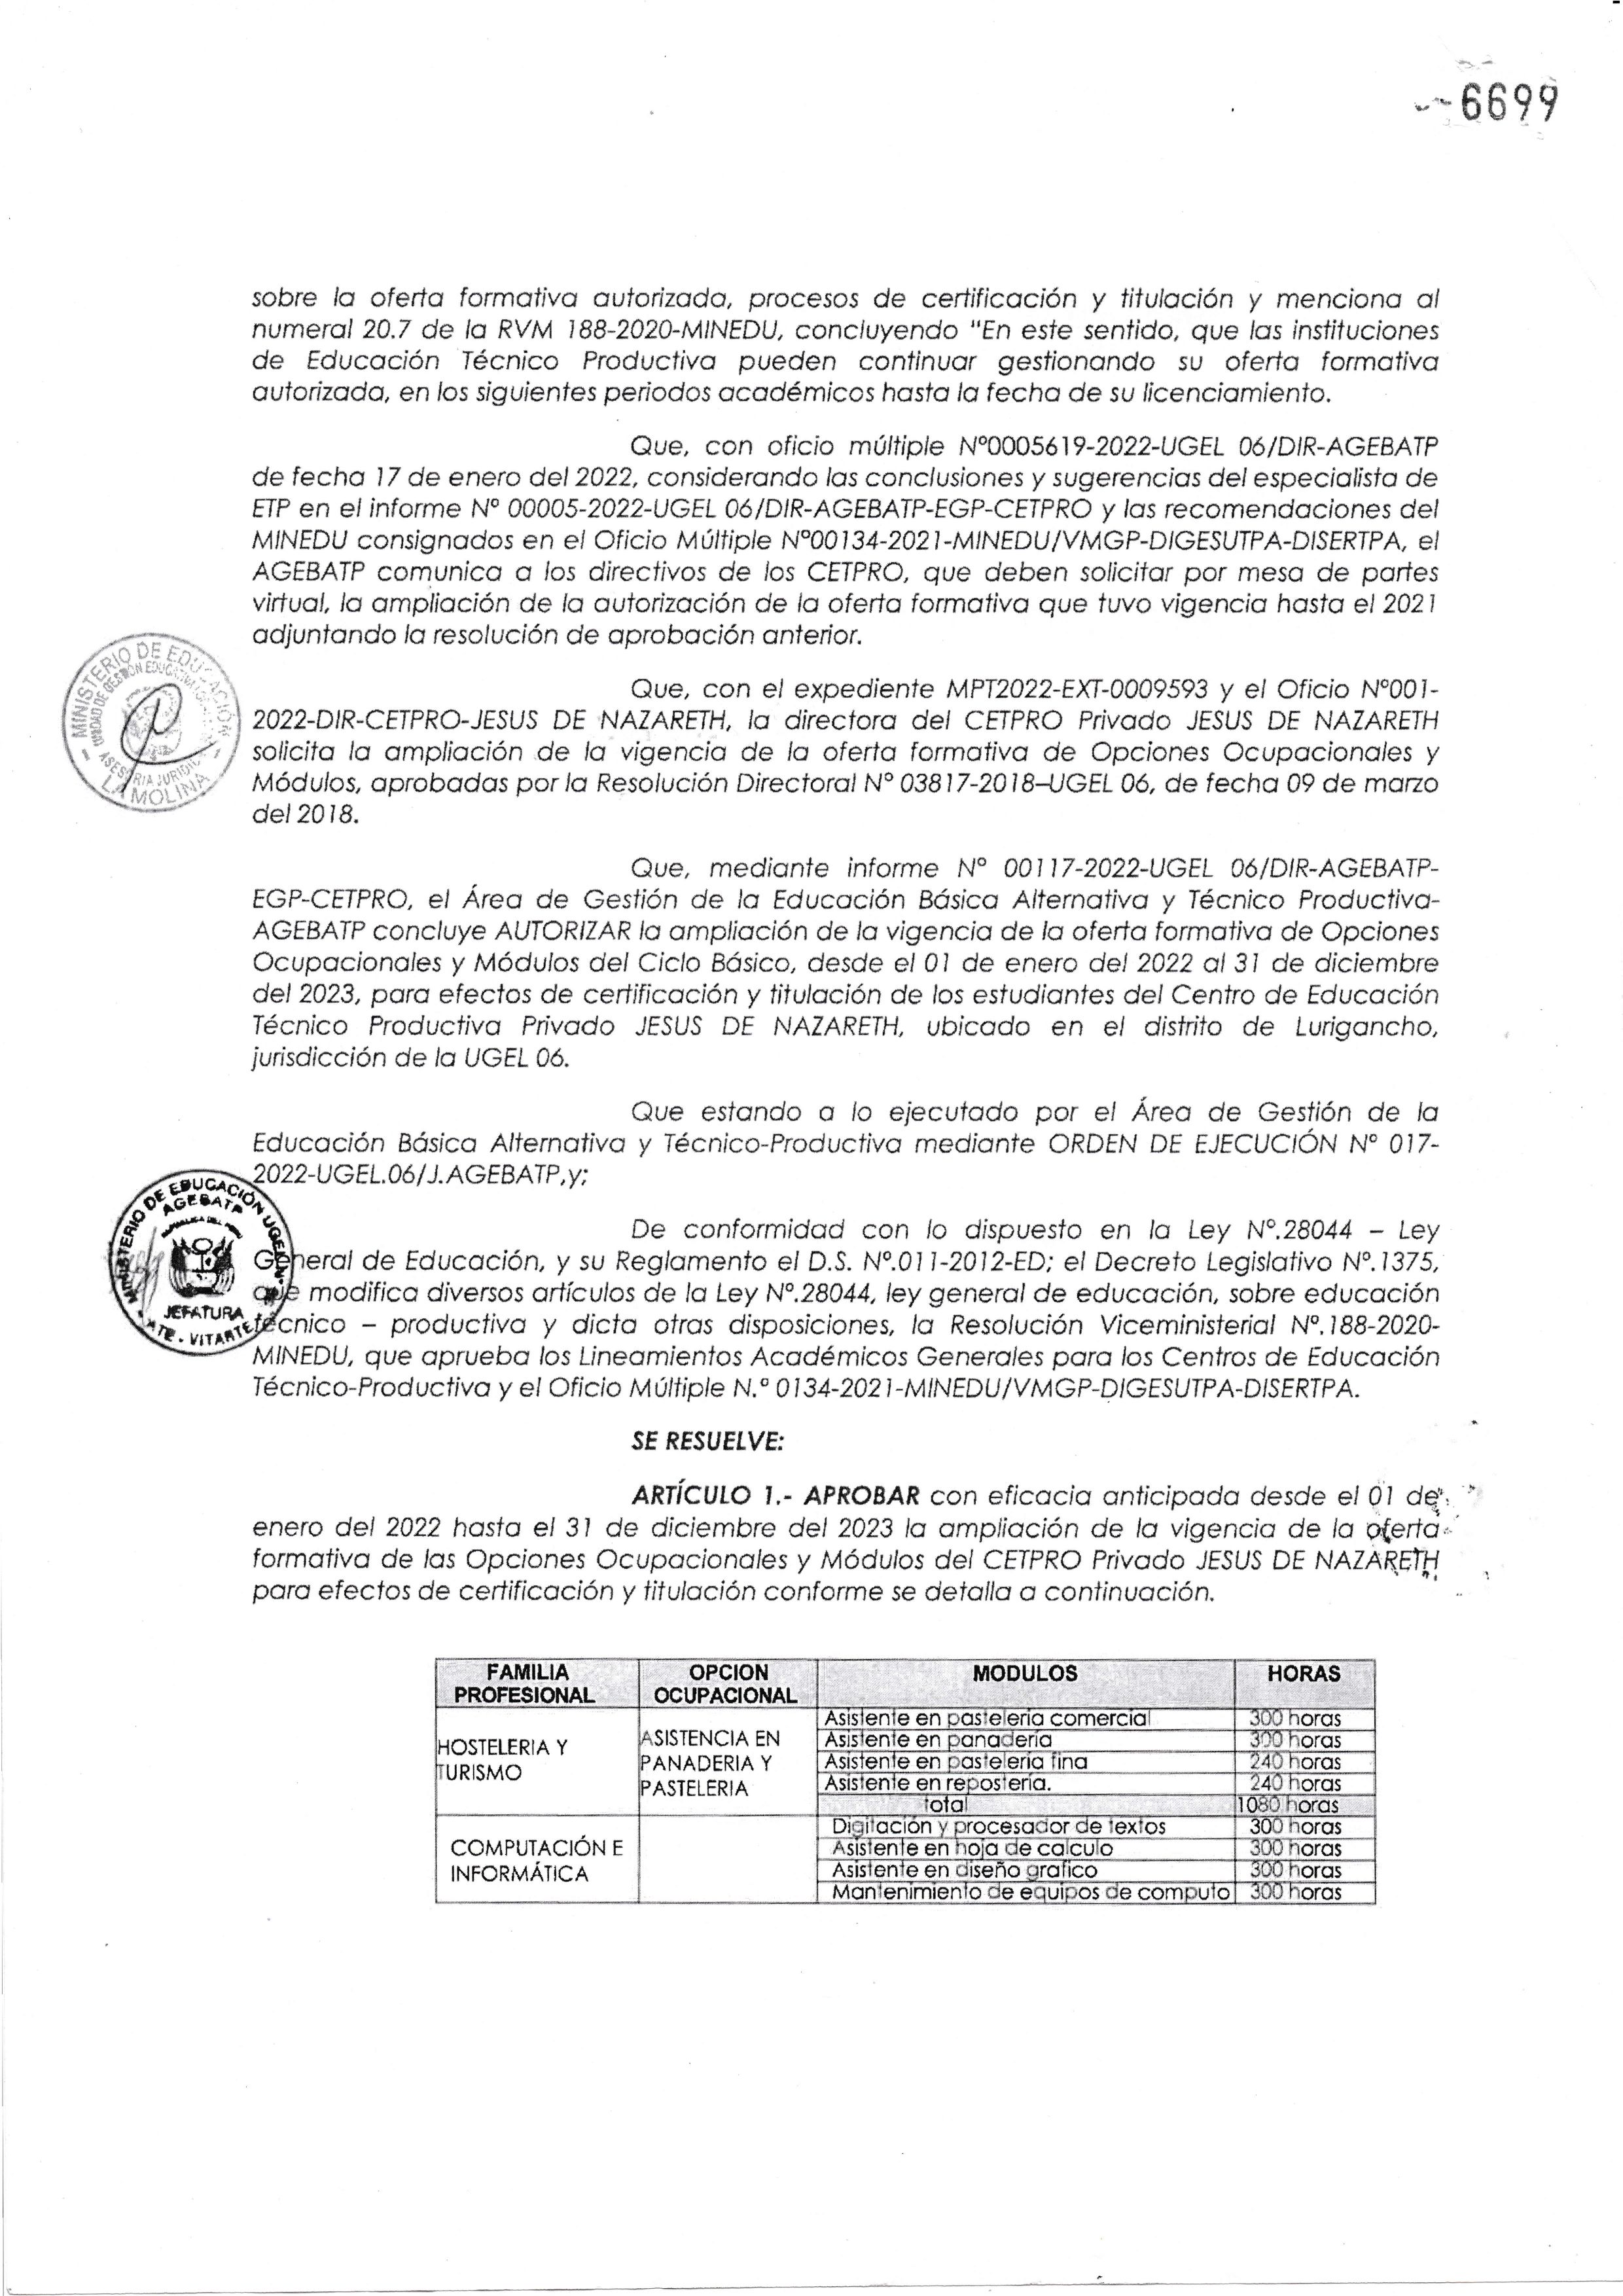 6699
sobre la oferta formativa autorizada, procesos de certificación y titulación y menciona al
numeral 20.7 de la RVM 188-2020-MINEDU, concluyendo "En este sentido, que las instituciones
de Educación Técnico Productiva pueden continuar gestionando su oferta formativa
autorizada, en los siguientes periodos académicos hasta la fecha de su licenciamiento.
Que, con oficio múltiple Nº0005619-2022-UGEL 06/DIR-AGEBATP
de fecha 17 de enero del 2022, considerando las conclusiones y sugerencias del especialista de
ETP en el informe Nº 00005-2022-UGEL 06/DIR-AGEBATP-EGP-CETPRO y las recomendaciones del
MINEDU consignados en el Oficio Múltiple Nº00134-2021-MINEDU/VMGP-DIGESUTPA-DISERTPA, el
AGEBATP comunica a los directivos de los CETPRO, que deben solicitar por mesa de partes
virtual, la ampliación de la autorización de la oferta formativa que tuvo vigencia hasta el 2021
adjuntando la resolución de aprobación anterior.
MINISTERIO DE EDUCACIÓN
UNIDAD DE GESTIÓN EDUCATIVA
ASESORIA JURIDICA
LA MOLINA
Que, con el expediente MPT2022-EXT-0009593 y el Oficio Nº001-
2022-DIR-CETPRO-JESUS DE NAZARETH, la directora del CETPRO Privado JESUS DE NAZARETH
solicita la ampliación de la vigencia de la oferta formativa de Opciones Ocupacionales y
Módulos, aprobadas por la Resolución Directoral Nº 03817-2018–UGEL 06, de fecha 09 de marzo
del 2018.
Que, mediante informe Nº 00117-2022-UGEL 06/DIR-AGEBATP-
EGP-CETPRO, el Área de Gestión de la Educación Básica Alternativa y Técnico Productiva-
AGEBATP concluye AUTORIZAR la ampliación de la vigencia de la oferta formativa de Opciones
Ocupacionales y Módulos del Ciclo Básico, desde el 01 de enero del 2022 al 31 de diciembre
del 2023, para efectos de certificación y titulación de los estudiantes del Centro de Educación
Técnico Productiva Privado JESUS DE NAZARETH, ubicado en el distrito de Lurigancho,
jurisdicción de la UGEL 06.
Que estando a lo ejecutado por el Área de Gestión de la
Educación Básica Alternativa y Técnico-Productiva mediante ORDEN DE EJECUCIÓN Nº 017-
2022-UGEL.06/J.AGEBATP,y;
MINISTERIO DE EDUCACIÓN UGEL
AGEBATP
JEFATURA
ATE - VITARTE
De conformidad con lo dispuesto en la Ley Nº.28044 – Ley
General de Educación, y su Reglamento el D.S. Nº.011-2012-ED; el Decreto Legislativo Nº.1375,
que modifica diversos artículos de la Ley Nº.28044, ley general de educación, sobre educación
técnico – productiva y dicta otras disposiciones, la Resolución Viceministerial Nº.188-2020-
MINEDU, que aprueba los Lineamientos Académicos Generales para los Centros de Educación
Técnico-Productiva y el Oficio Múltiple N.º 0134-2021-MINEDU/VMGP-DIGESUTPA-DISERTPA.
SE RESUELVE:
ARTÍCULO 1.- APROBAR con eficacia anticipada desde el 01 de
enero del 2022 hasta el 31 de diciembre del 2023 la ampliación de la vigencia de la oferta
formativa de las Opciones Ocupacionales y Módulos del CETPRO Privado JESUS DE NAZARETH
para efectos de certificación y titulación conforme se detalla a continuación.
FAMILIA PROFESIONAL OPCION OCUPACIONAL MODULOS HORAS
HOSTELERIA Y TURISMO ASISTENCIA EN PANADERIA Y PASTELERIA
Asistente en pastelería comercial 300 horas
Asistente en panadería 300 horas
Asistente en pastelería fina 240 horas
Asistente en repostería. 240 horas
Total 1080 horas
COMPUTACIÓN E INFORMÁTICA
Digitación y procesador de textos 300 horas
Asistente en hoja de calculo 300 horas
Asistente en diseño grafico 300 horas
Mantenimiento de equipos de computo 300 horas